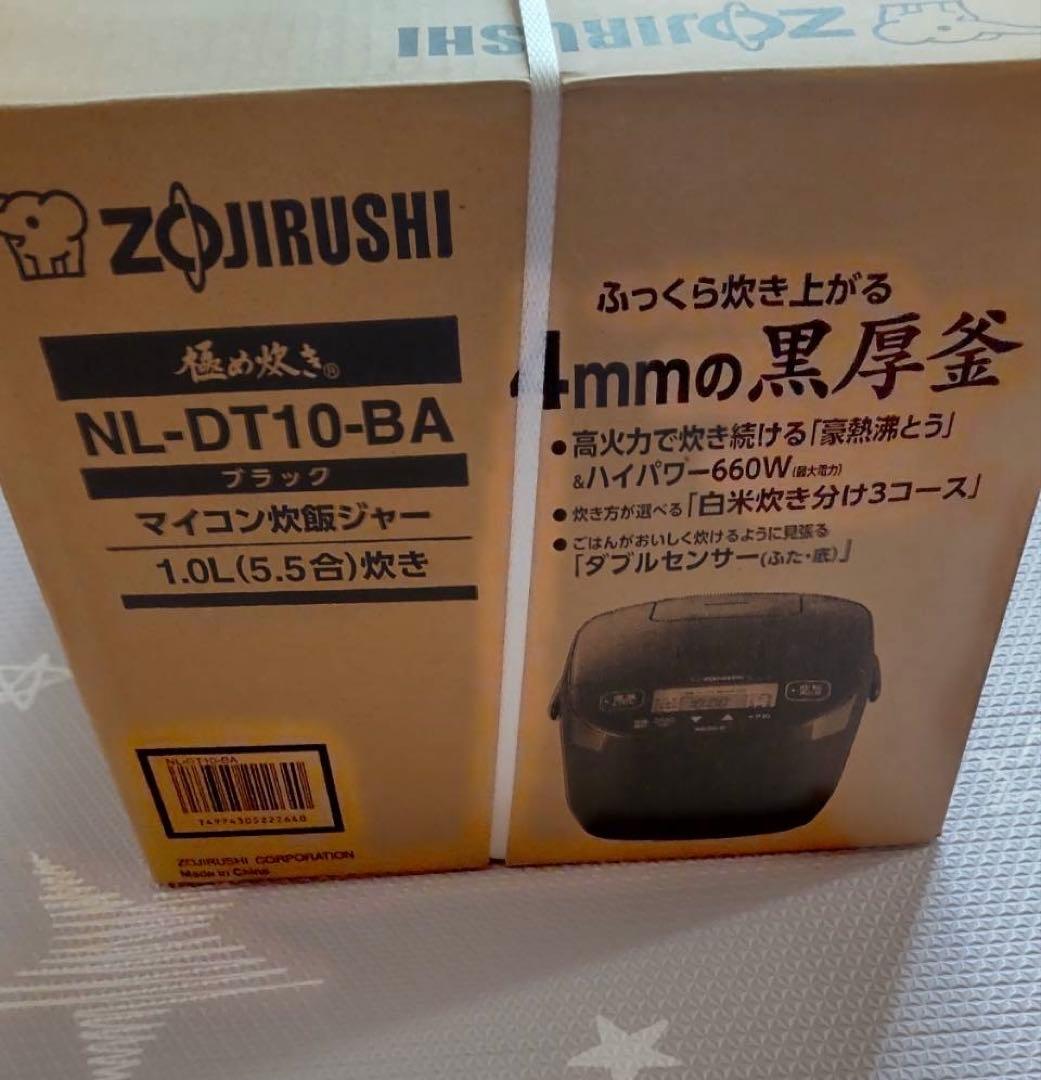 ZOJIRUSHI
ZOJIRUSHI
極め炊き®
NL-DT10-BA
ブラック
マイコン炊飯ジャー
1.0L(5.5合)炊き
NL-DT10-BA
ZOJIRUSHI CORPORATION
Made in China
ふっくら炊き上がる
4mmの黒厚釜
●高火力で炊き続ける「豪熱沸とう」
&ハイパワー660W(最大電力)
●炊き方が選べる「白米炊き分け3コース」
●ごはんがおいしく炊けるように見張る
「ダブルセンサー(ふた・底)」